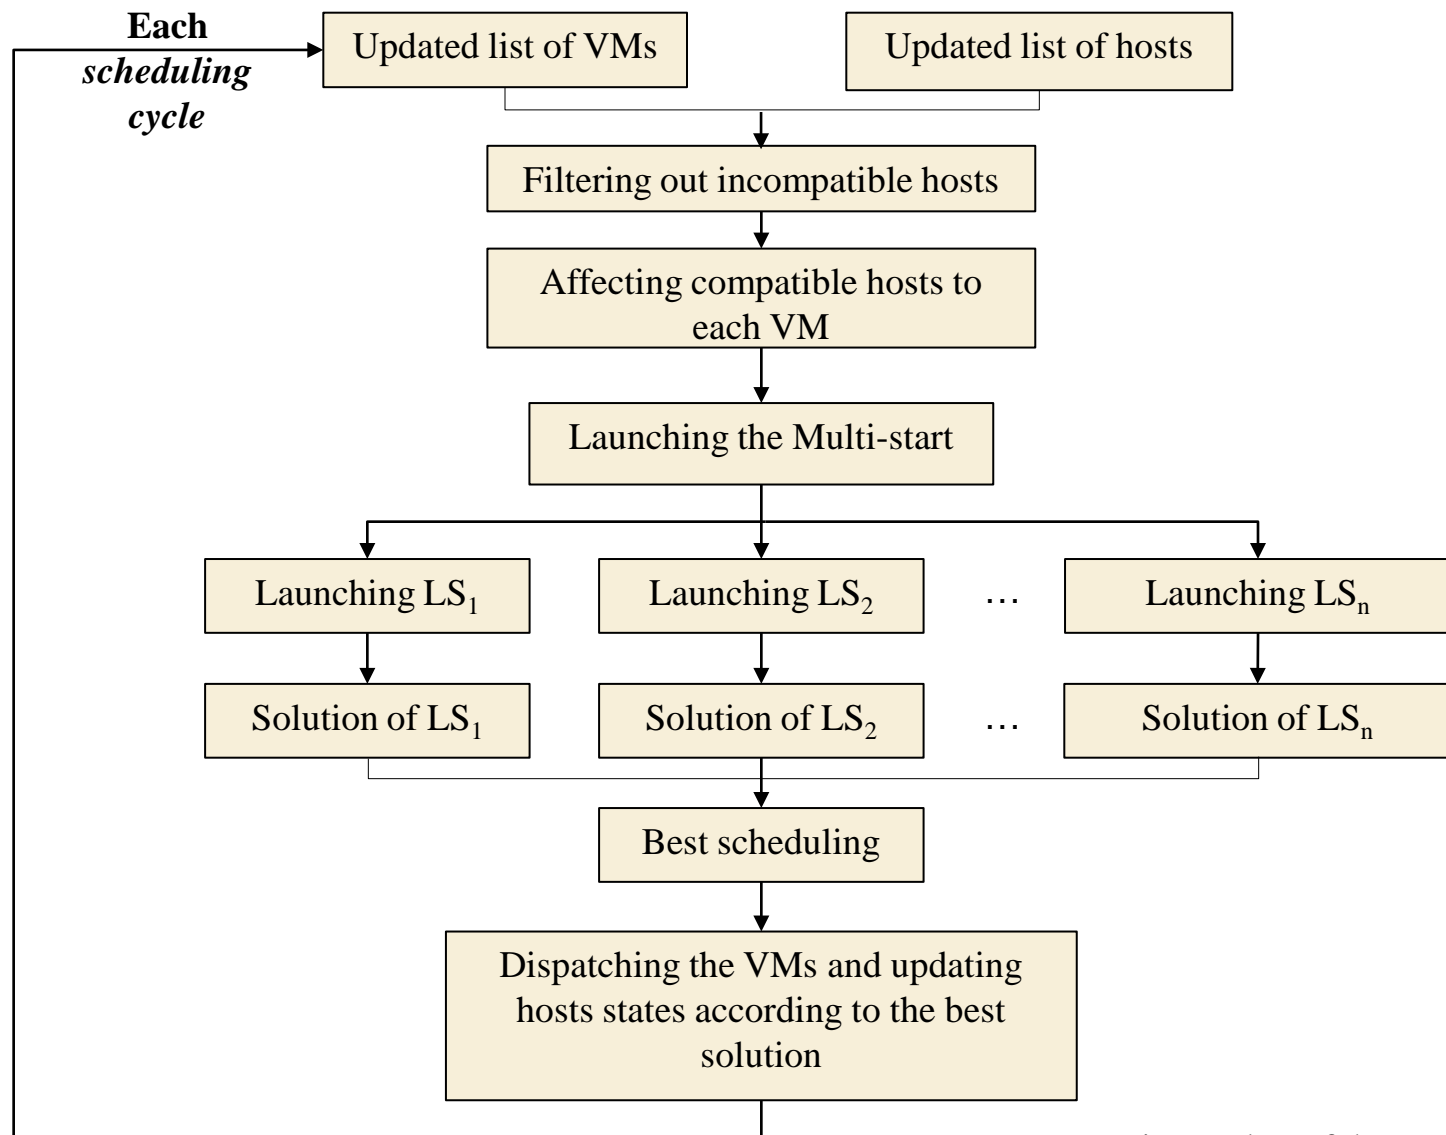 Each
scheduling
cycle
Updated list of VMs
Updated list of hosts
Filtering out incompatible hosts
Affecting compatible hosts to
each VM
Launching the Multi-start
Launching LS1
Launching LS2
…
Launching LSn
Solution of LS1
Solution of LS2
…
Solution of LSn
Best scheduling
Dispatching the VMs and updating
hosts states according to the best
solution